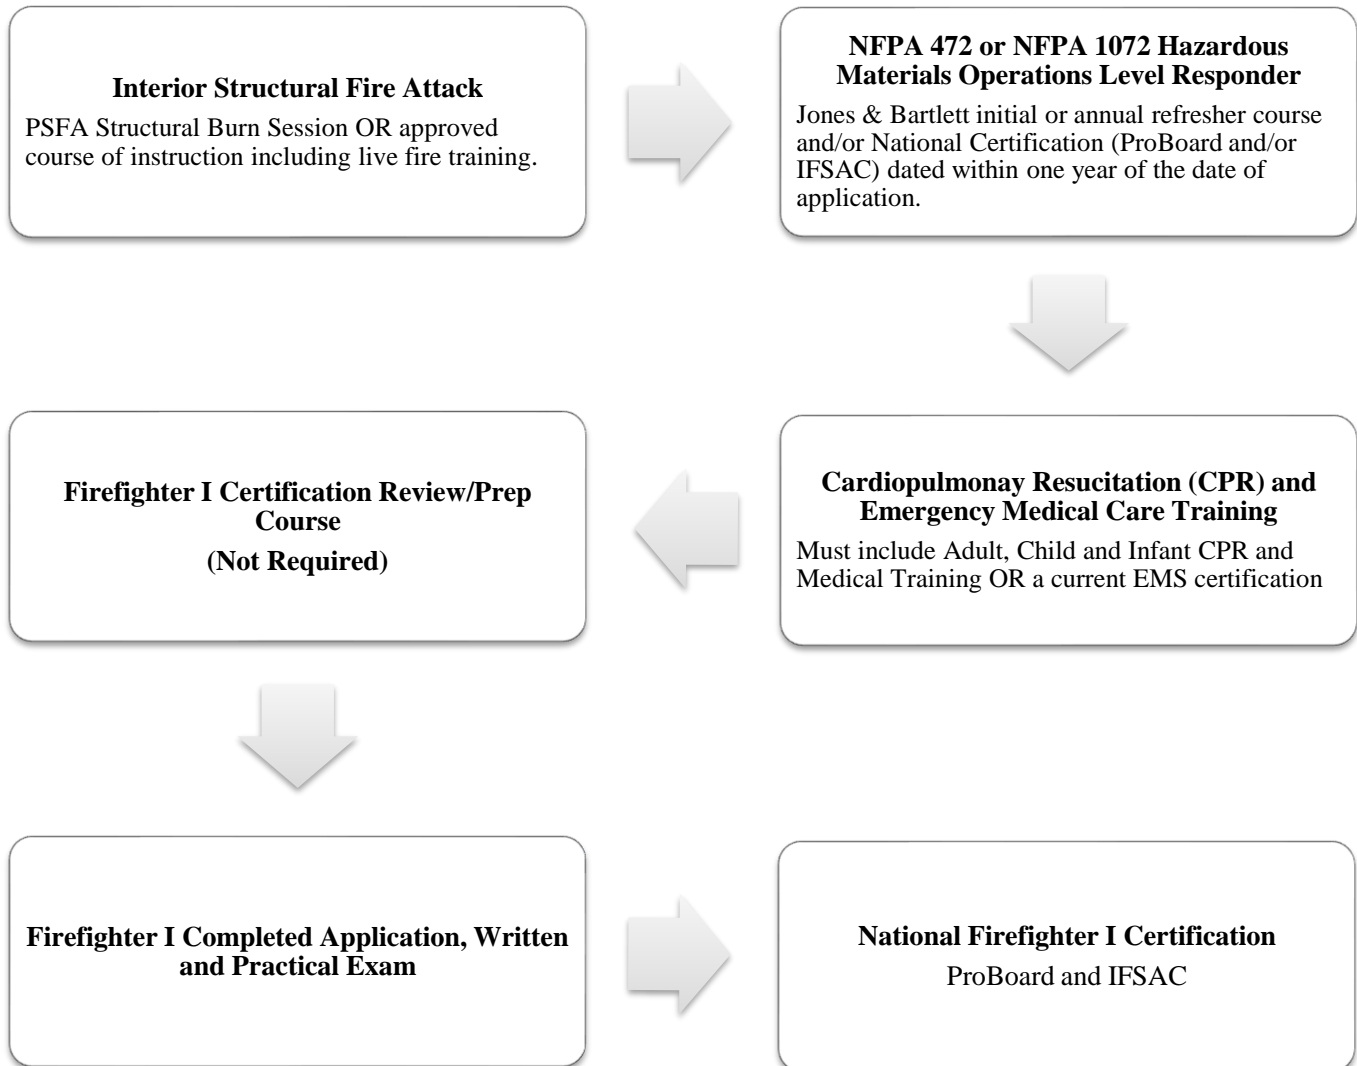 Interior Structural Fire Attack
PSFA Structural Burn Session OR approved
course of instruction including live fire training.
NFPA 472 or NFPA 1072 Hazardous
Materials Operations Level Responder
Jones & Bartlett initial or annual refresher course
and/or National Certification (ProBoard and/or
IFSAC) dated within one year of the date of
application.
Cardiopulmonay Resucitation (CPR) and
Emergency Medical Care Training
Must include Adult, Child and Infant CPR and
Medical Training OR a current EMS certification
Firefighter I Certification Review/Prep
Course
(Not Required)
Firefighter I Completed Application, Written
and Practical Exam
National Firefighter I Certification
ProBoard and IFSAC